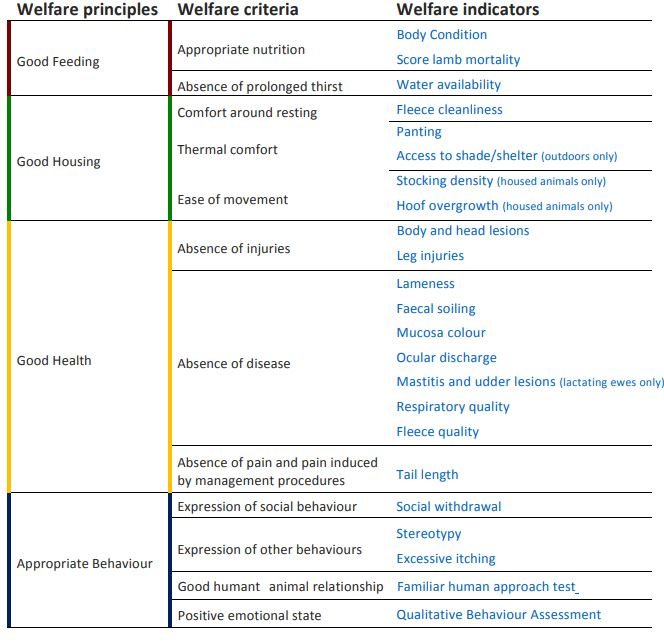 Welfare principles Welfare criteria Welfare indicators
Good Feeding
Appropriate nutrition
Body Condition
Score lamb mortality
Absence of prolonged thirst
Water availability
Good Housing
Comfort around resting
Fleece cleanliness
Thermal comfort
Panting
Access to shade/shelter (outdoors only)
Ease of movement
Stocking density (housed animals only)
Hoof overgrowth (housed animals only)
Good Health
Absence of injuries
Body and head lesions
Leg injuries
Absence of disease
Lameness
Faecal soiling
Mucosa colour
Ocular discharge
Mastitis and udder lesions (lactating ewes only)
Respiratory quality
Fleece quality
Absence of pain and pain induced
by management procedures
Tail length
Appropriate Behaviour
Expression of social behaviour
Social withdrawal
Expression of other behaviours
Stereotypy
Excessive itching
Good humant animal relationship
Familiar human approach test_
Positive emotional state
Qualitative Behaviour Assessment